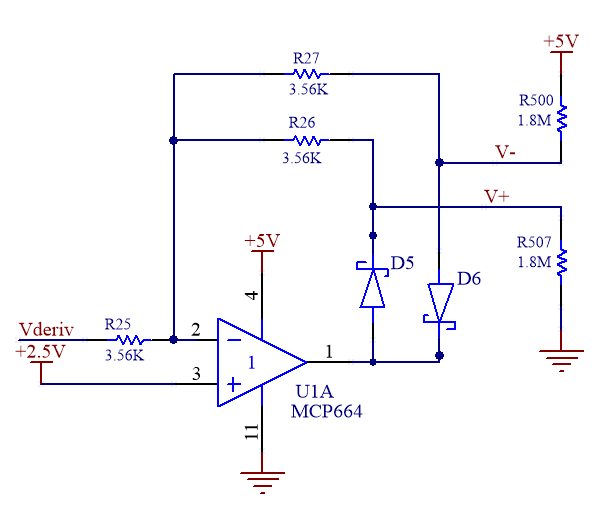 R27
3.56K
R26
3.56K
+5V
R500
1.8M
V-
V+
R507
1.8M
+5V
D5
D6
4
Vderiv
R25
3.56K
2
+2.5V
3
−
1
+
1
U1A
MCP664
11